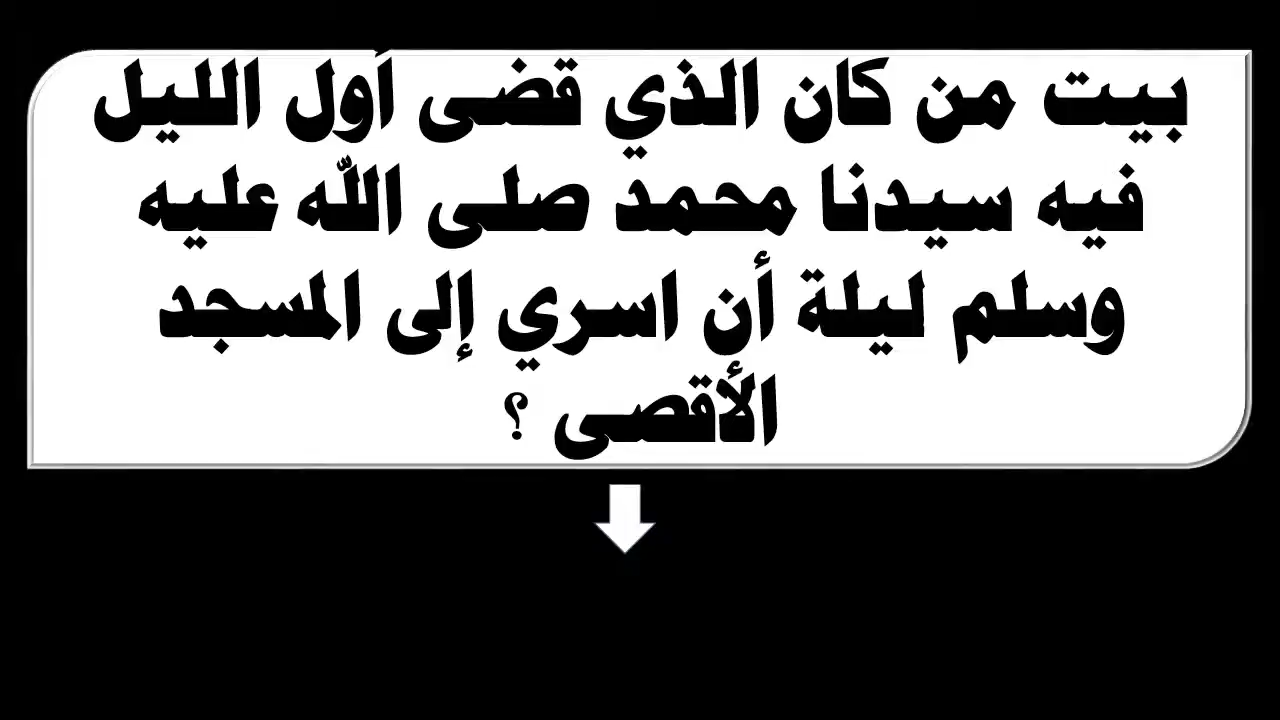 بيت من كان الذي قضى أول الليل
فيه سيدنا محمد صلى الله عليه
وسلم ليلة أن اسري إلى المسجد
الأقصى ؟